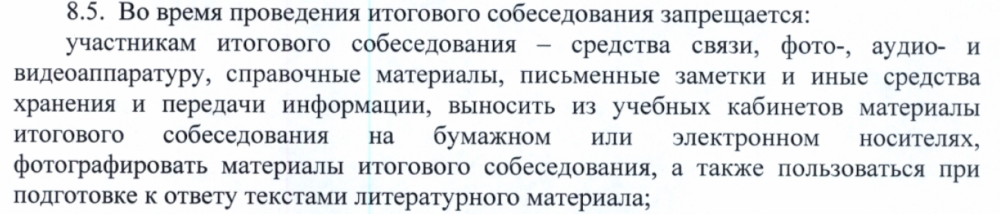 8.5. Во время проведения итогового собеседования запрещается:
участникам итогового собеседования – средства связи, фото-, аудио- и
видеоаппаратуру, справочные материалы, письменные заметки и иные средства
хранения и передачи информации, выносить из учебных кабинетов материалы
итогового собеседования на бумажном или электронном носителях,
фотографировать материалы итогового собеседования, а также пользоваться при
подготовке к ответу текстами литературного материала;